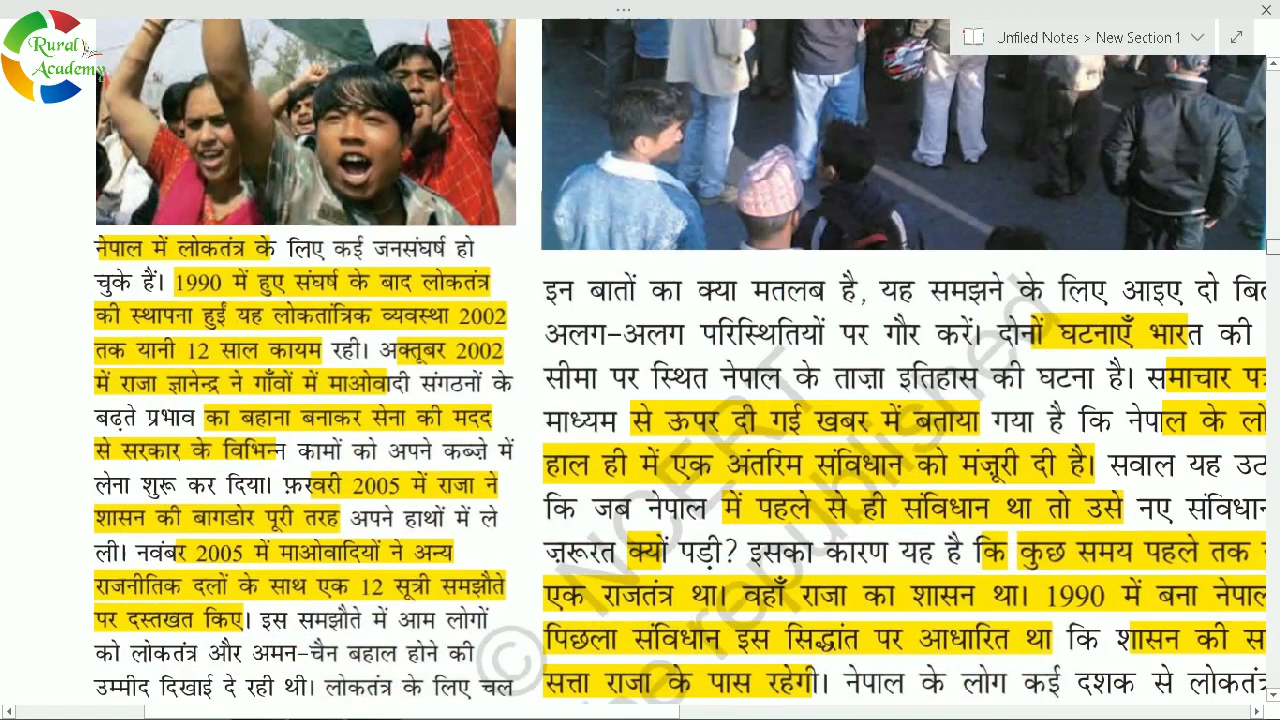 Rural
Academy
Jnfiled Notes > New Section 1
नेपाल में लोकतंत्र के लिए कई जनसंघर्ष हो
चुके हैं। 1990 में हुए संघर्ष के बाद लोकतंत्र
की स्थापना हुईं यह लोकतांत्रिक व्यवस्था 2002
तक यानी 12 साल कायम रही। अक्तूबर 2002
में राजा ज्ञानेन्द्र ने गाँवों में माओवादी संगठनों के
बढ़ते प्रभाव का बहाना बनाकर सेना की मदद
से सरकार के विभिन्न कामों को अपने कब्ज़े में
लेना शुरू कर दिया। फ़रवरी 2005 में राजा ने
शासन की बागडोर पूरी तरह अपने हाथों में ले
ली। नवंबर 2005 में माओवादियों ने अन्य
राजनीतिक दलों के साथ एक 12 सूत्री समझौते
पर दस्तखत किए। इस समझौते में आम लोगों
को लोकतंत्र और अमन-चैन बहाल होने की
उम्मीद दिखाई दे रही थी। लोकतंत्र के लिए चल
इन बातों का क्या मतलब है, यह समझने के लिए आइए दो
अलग-अलग परिस्थितियों पर गौर करें। दोनों घटनाएँ भारत की
सीमा पर स्थित नेपाल के ताज़ा इतिहास की घटना है। समाचार
माध्यम से ऊपर दी गई खबर में बताया गया है कि नेपाल के
हाल ही में एक अंतरिम संविधान को मंजूरी दी है। सवाल यह
कि जब नेपाल में पहले से ही संविधान था तो उसे नए
ज़रूरत क्यों पड़ी? इसका कारण यह है कि कुछ समय पहले तक
एक राजतंत्र था। वहाँ राजा का शासन था। 1990 में बना
पिछला संविधान इस सिद्धांत पर आधारित था कि शासन की
सत्ता राजा के पास रहेगी। नेपाल के लोग कई दशक से
© NCERT
be republished